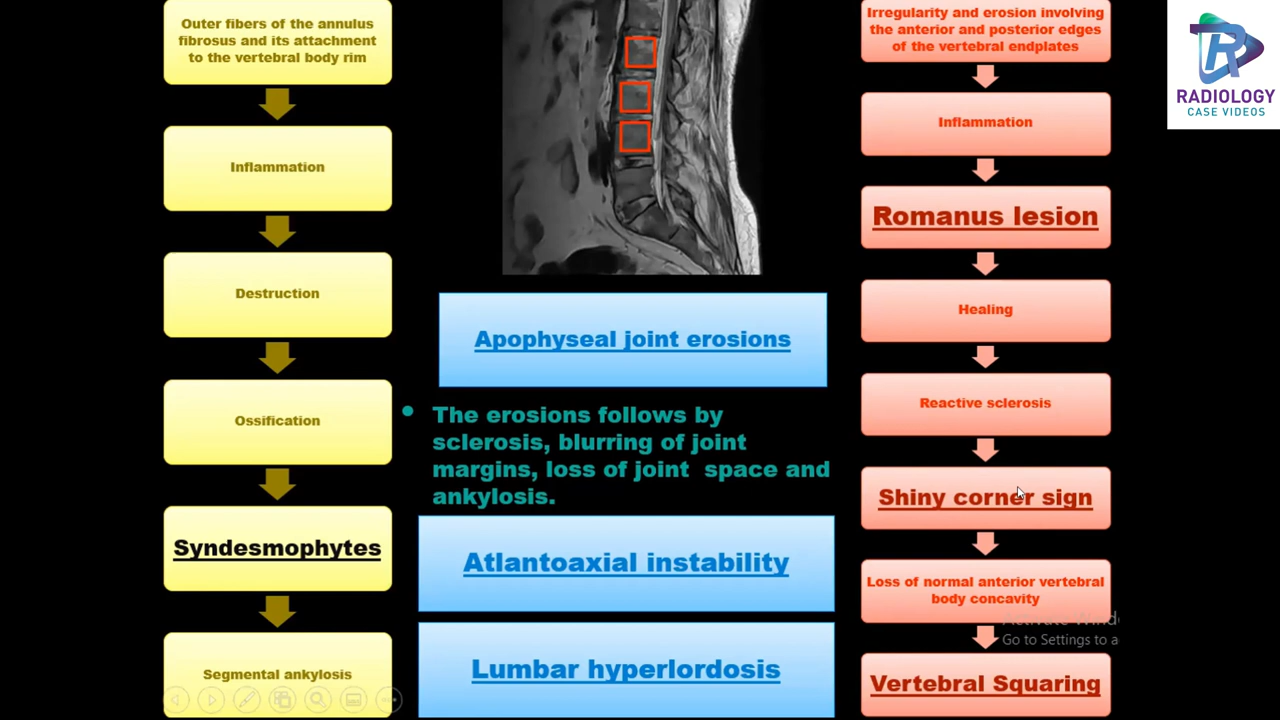 Outer fibers of the annulus
fibrosus and its attachment
to the vertebral body rim
Inflammation
Destruction
Ossification
Syndesmophytes
Segmental ankylosis
Apophyseal joint erosions
• The erosions follows by
sclerosis, blurring of joint
margins, loss of joint space and
ankylosis.
Atlantoaxial instability
Lumbar hyperlordosis
Irregularity and erosion involving
the anterior and posterior edges
of the vertebral endplates
Inflammation
Romanus lesion
Healing
Reactive sclerosis
Shiny corner sign
Loss of normal anterior vertebral
body concavity
Vertebral Squaring
Go to Settings to a
RADIOLOGY
CASE VIDEOS